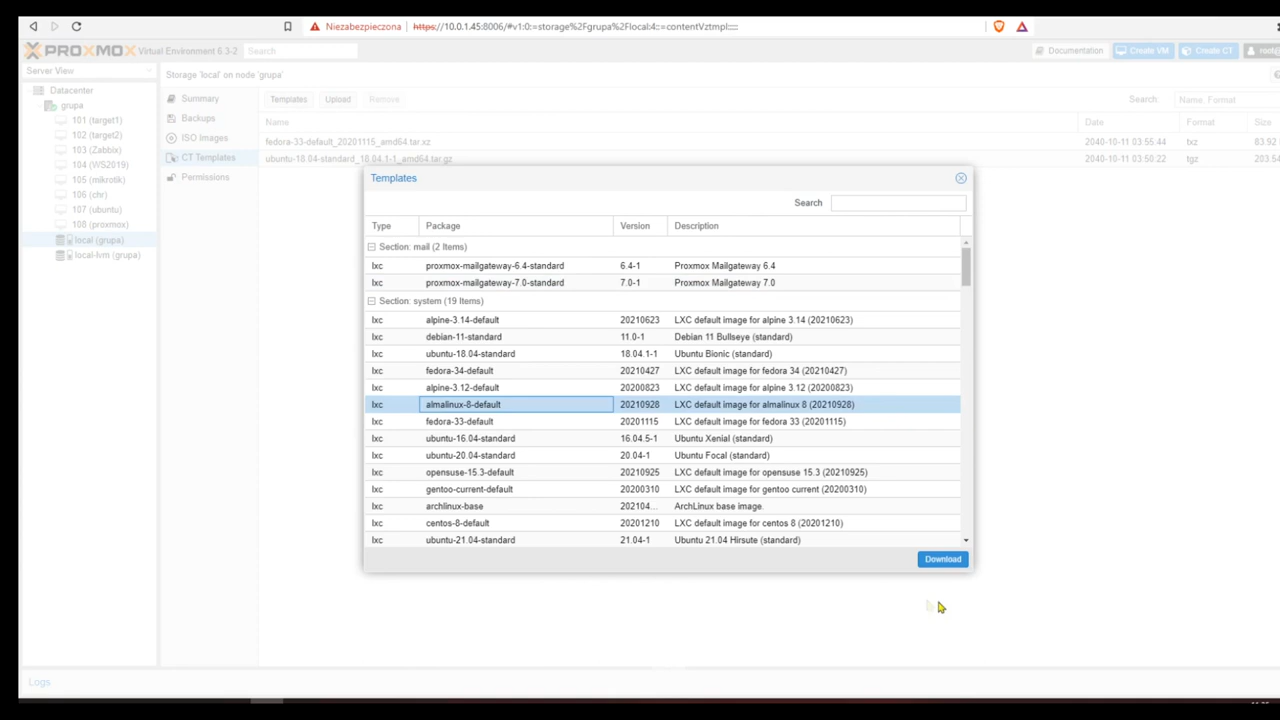 Niezabezpieczona https://10.0.1.45:8006/#v1:0:=storage%2Fgrupa%2Flocal:4::=contentVztmpl:::::
PROXMOX Virtual Environment 6.3-2 Search Documentation Create VM Create CT root@
Server View
Storage 'local' on node 'grupa'
Datacenter
grupa
101 (target1)
102 (target2)
103 (Zabbix)
104 (WS2019)
105 (mikrotik)
106 (chr)
107 (ubuntu)
108 (proxmox)
local (grupa)
local-lvm (grupa)
Summary
Backups
ISO Images
CT Templates
Permissions
Templates Upload Remove Search: Name, Format
Name Date Format Size
fedora-33-default_20201115_amd64.tar.xz 2040-10-11 03:55:44 txz 83.92
ubuntu-18.04-standard_18.04.1-1_amd64.tar.gz 2040-10-11 03:50:22 tgz 203.54
Templates
Search
Type Package Version Description
Section: mail (2 Items)
lxc proxmox-mailgateway-6.4-standard 6.4-1 Proxmox Mailgateway 6.4
lxc proxmox-mailgateway-7.0-standard 7.0-1 Proxmox Mailgateway 7.0
Section: system (19 Items)
lxc alpine-3.14-default 20210623 LXC default image for alpine 3.14 (20210623)
lxc debian-11-standard 11.0-1 Debian 11 Bullseye (standard)
lxc ubuntu-18.04-standard 18.04.1-1 Ubuntu Bionic (standard)
lxc fedora-34-default 20210427 LXC default image for fedora 34 (20210427)
lxc alpine-3.12-default 20200823 LXC default image for alpine 3.12 (20200823)
lxc almalinux-8-default 20210928 LXC default image for almalinux 8 (20210928)
lxc fedora-33-default 20201115 LXC default image for fedora 33 (20201115)
lxc ubuntu-16.04-standard 16.04.5-1 Ubuntu Xenial (standard)
lxc ubuntu-20.04-standard 20.04-1 Ubuntu Focal (standard)
lxc opensuse-15.3-default 20210925 LXC default image for opensuse 15.3 (20210925)
lxc gentoo-current-default 20200310 LXC default image for gentoo current (20200310)
lxc archlinux-base 202104... ArchLinux base image.
lxc centos-8-default 20201210 LXC default image for centos 8 (20201210)
lxc ubuntu-21.04-standard 21.04-1 Ubuntu 21.04 Hirsute (standard)
Download
Logs